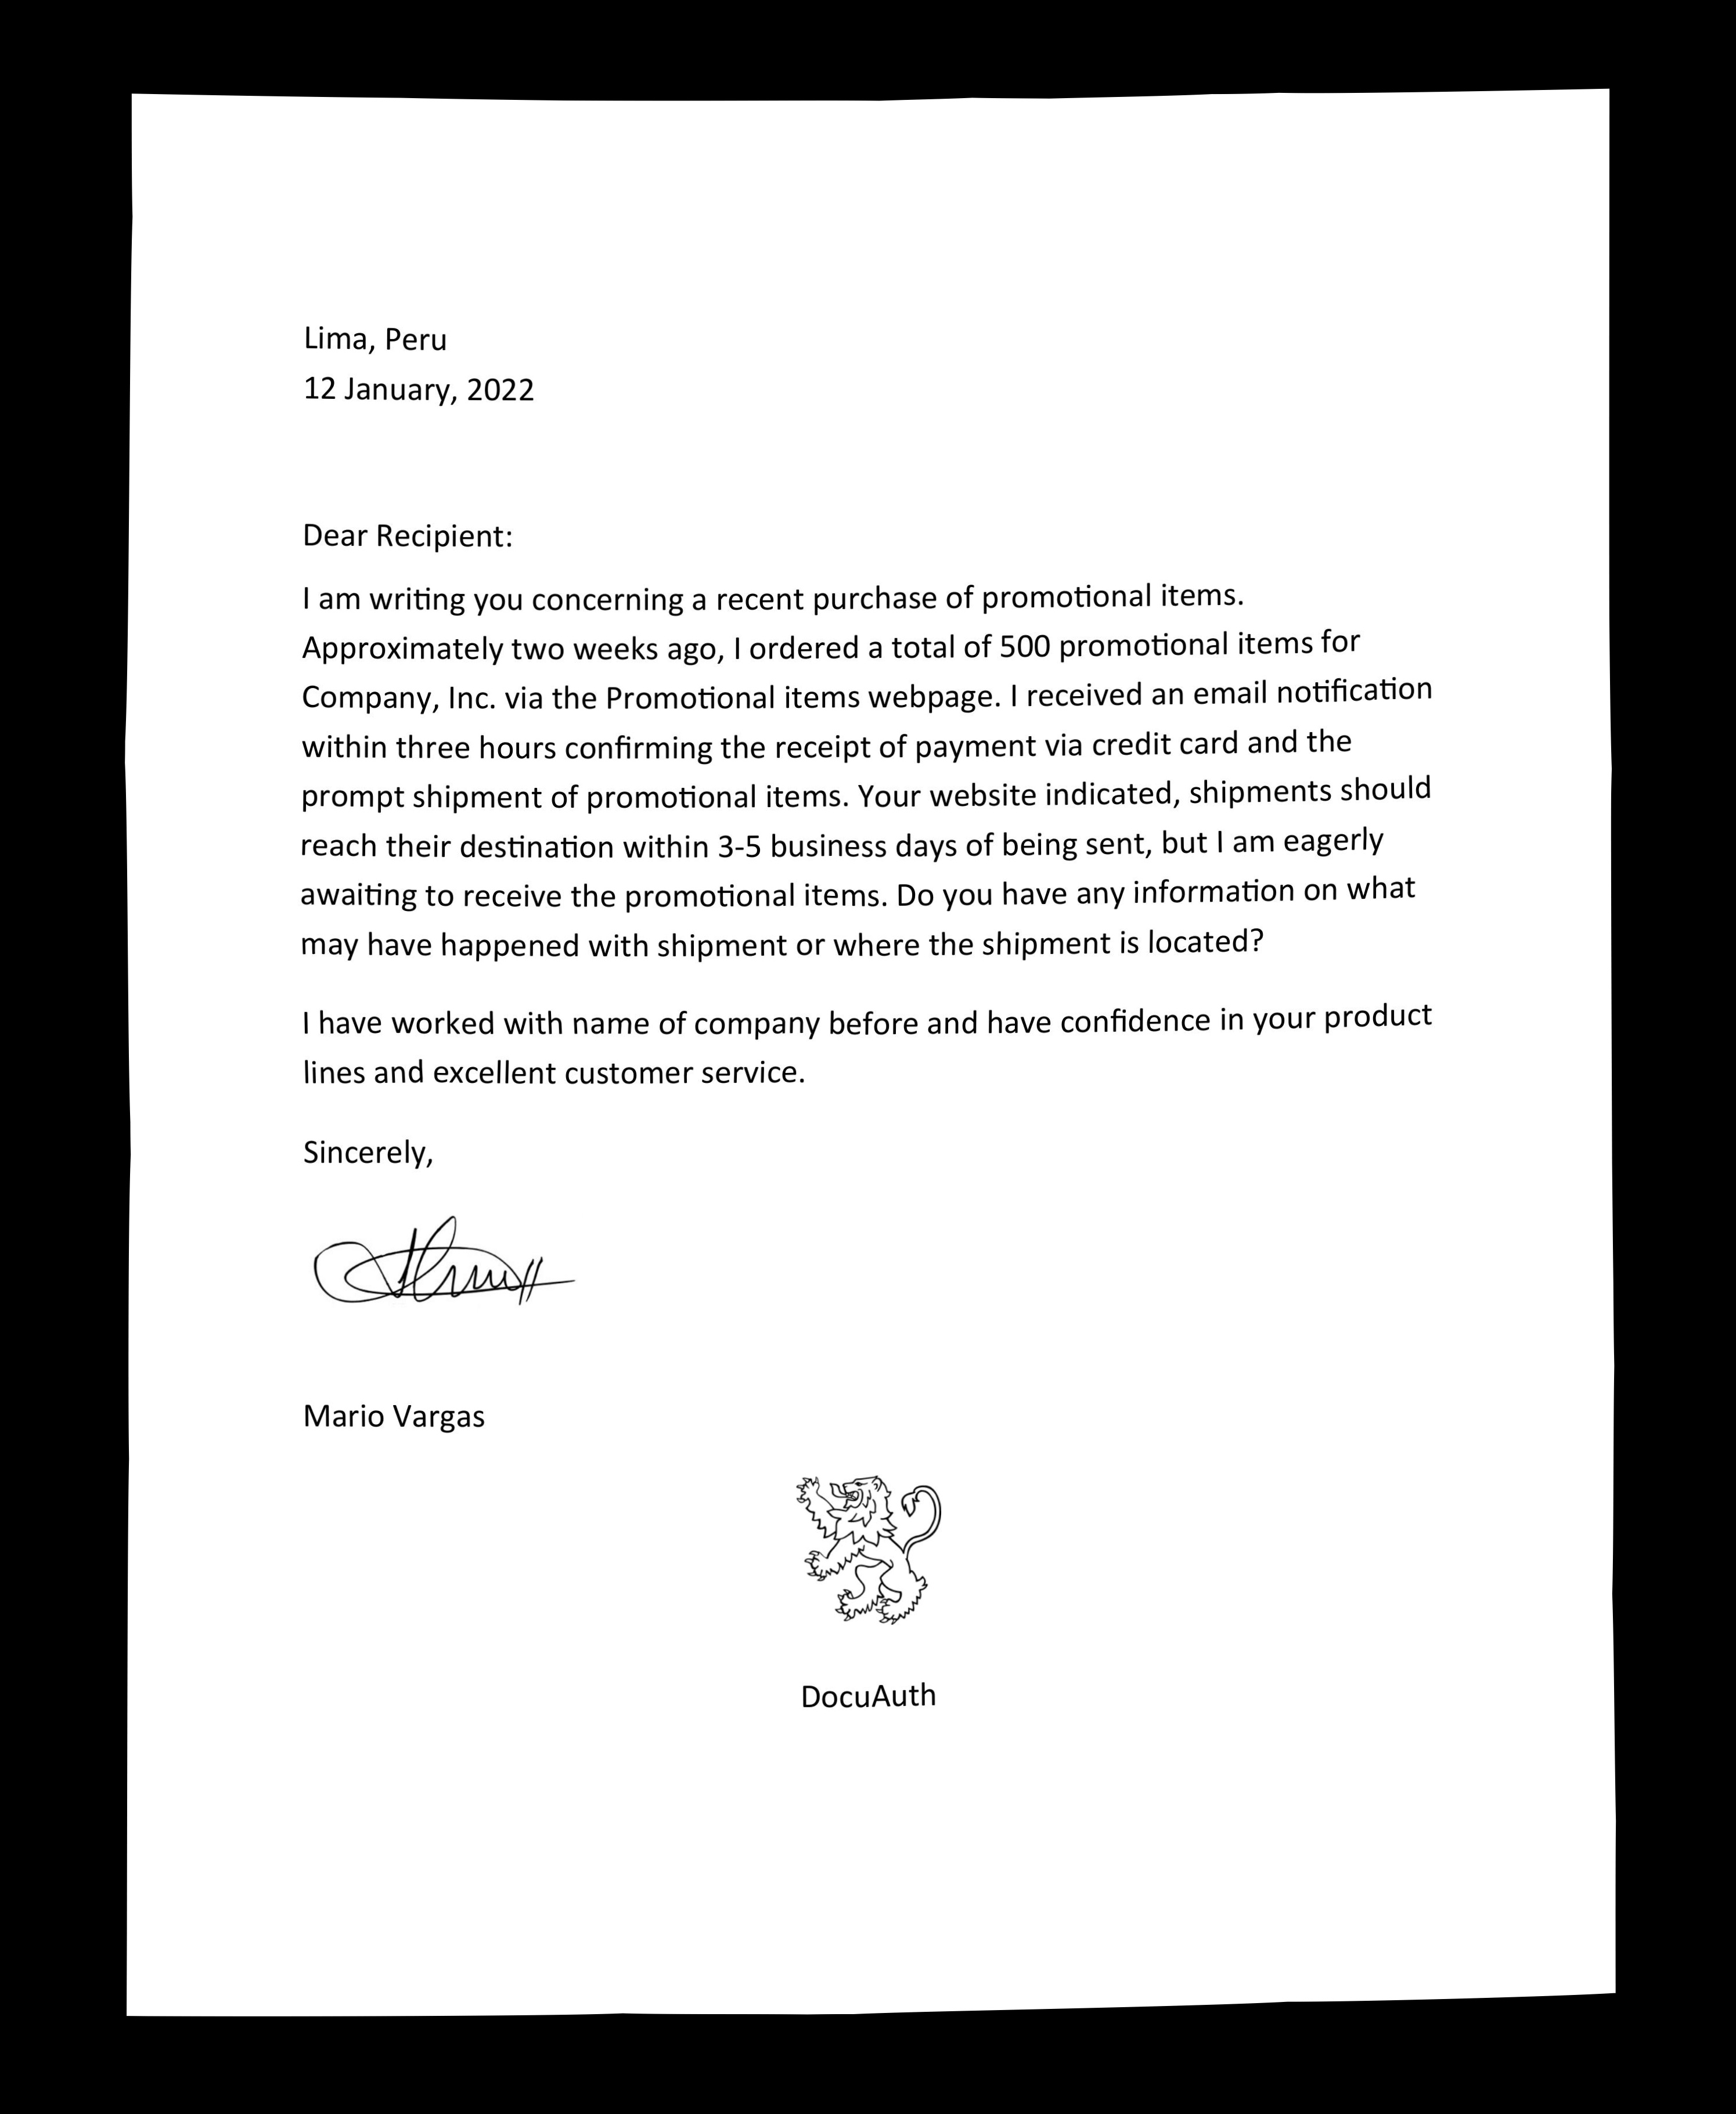 Lima, Peru
12 January, 2022
Dear Recipient:
I am writing you concerning a recent purchase of promotional items.
Approximately two weeks ago, I ordered a total of 500 promotional items for
Company, Inc. via the Promotional items webpage. I received an email notification
within three hours confirming the receipt of payment via credit card and the
prompt shipment of promotional items. Your website indicated, shipments should
reach their destination within 3-5 business days of being sent, but I am eagerly
awaiting to receive the promotional items. Do you have any information on what
may have happened with shipment or where the shipment is located?
I have worked with name of company before and have confidence in your product
lines and excellent customer service.
Sincerely,
Mario Vargas
DocuAuth